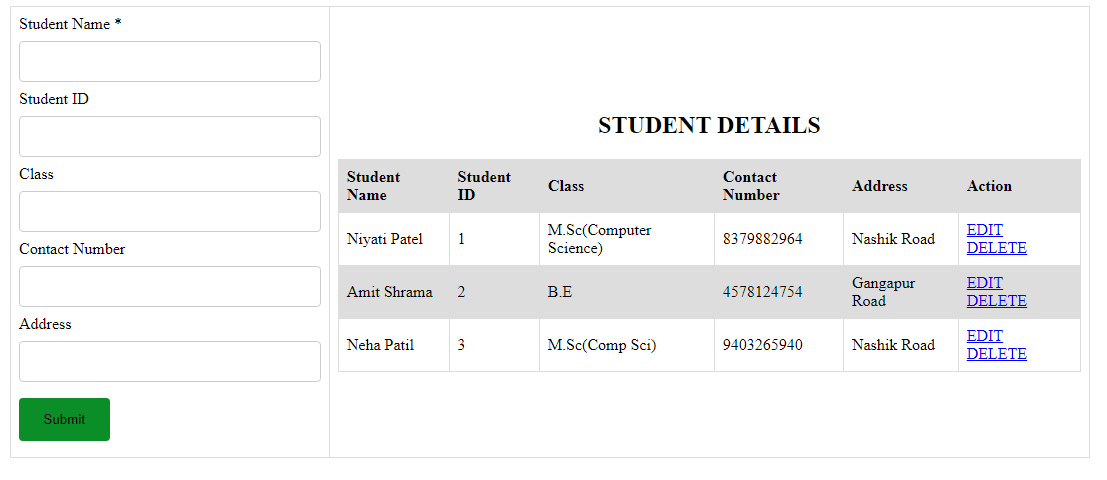 Student Name *
Student ID
Class
Contact Number
Address
Submit
STUDENT DETAILS
Student Name Student ID Class Contact Number Address Action
Niyati Patel 1 M.Sc(Computer Science) 8379882964 Nashik Road EDIT DELETE
Amit Shrama 2 B.E 4578124754 Gangapur Road EDIT DELETE
Neha Patil 3 M.Sc(Comp Sci) 9403265940 Nashik Road EDIT DELETE